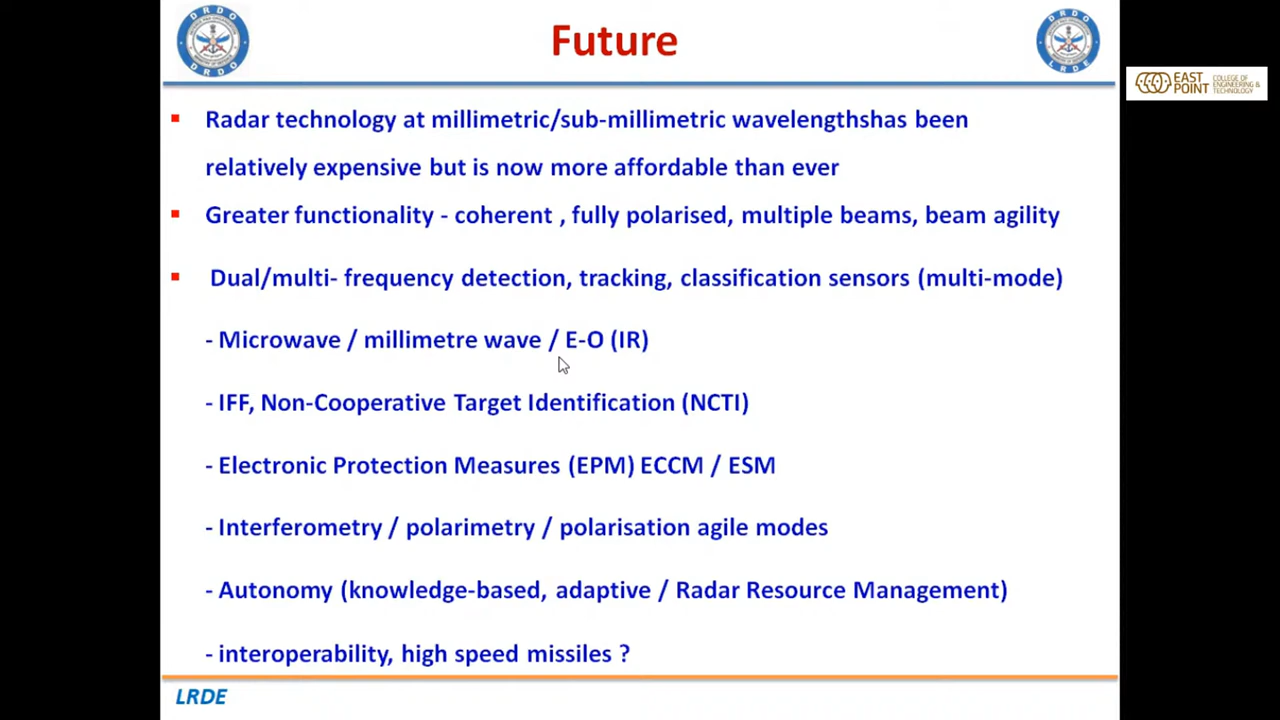 DRDO
DRDO
Future
DRDO
LRDE
EAST POINT
COLLEGE OF ENGINEERING & TECHNOLOGY
Radar technology at millimetric/sub-millimetric wavelengthshas been
relatively expensive but is now more affordable than ever
Greater functionality - coherent , fully polarised, multiple beams, beam agility
Dual/multi- frequency detection, tracking, classification sensors (multi-mode)
- Microwave / millimetre wave / E-O (IR)
- IFF, Non-Cooperative Target Identification (NCTI)
- Electronic Protection Measures (EPM) ECCM / ESM
- Interferometry / polarimetry / polarisation agile modes
- Autonomy (knowledge-based, adaptive / Radar Resource Management)
- interoperability, high speed missiles ?
LRDE